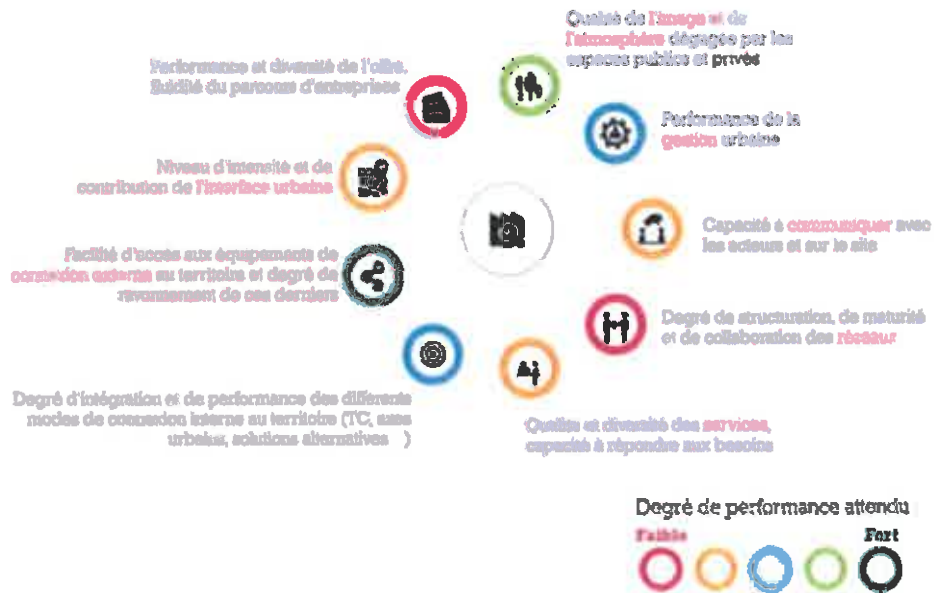 Qualité de l'image et de
l'atmosphère dégagée par les
espaces publics et privés
Performance et diversité de l'offre,
fluidité du parcours d'entreprises
Performance de la
gestion urbaine
Niveau d'intensité et de
contribution de l'interface urbaine
Capacité à communiquer avec
les acteurs et sur le site
Facilité d'accès aux équipements de
connexion externe au territoire et degré de
rayonnement de ces derniers
Degré de structuration, de maturité
et de collaboration des réseaux
Degré d'intégration et de performance des différents
modes de connexion interne au territoire (TC, axes
urbains, solutions alternatives )
Qualité et diversité des services,
capacité à répondre aux besoins
Degré de performance attendu
Faible Fort